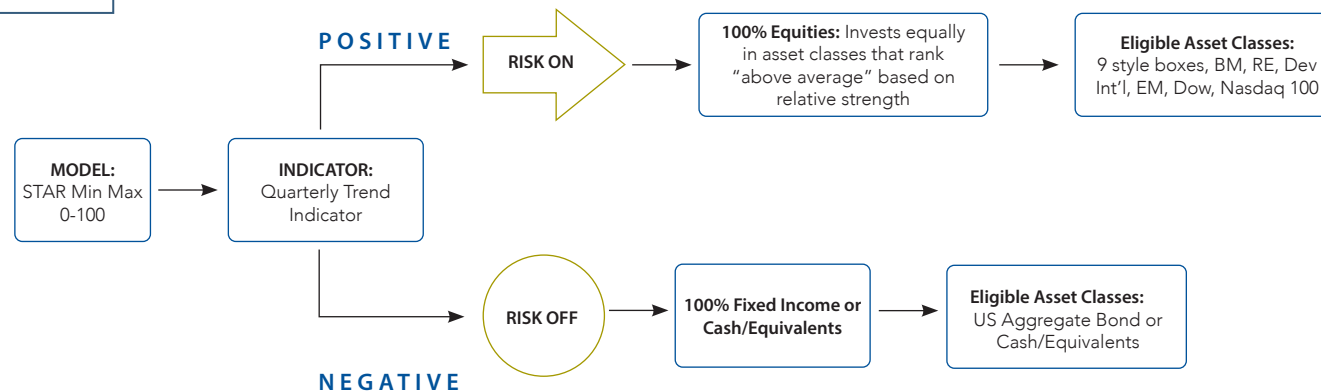 POSITIVE
RISK ON
100% Equities: Invests equally
in asset classes that rank
“above average” based on
relative strength
Eligible Asset Classes:
9 style boxes, BM, RE, Dev
Int’l, EM, Dow, Nasdaq 100
MODEL:
STAR Min Max
0-100
INDICATOR:
Quarterly Trend
Indicator
RISK OFF
100% Fixed Income or
Cash/Equivalents
Eligible Asset Classes:
US Aggregate Bond or
Cash/Equivalents
NEGATIVE